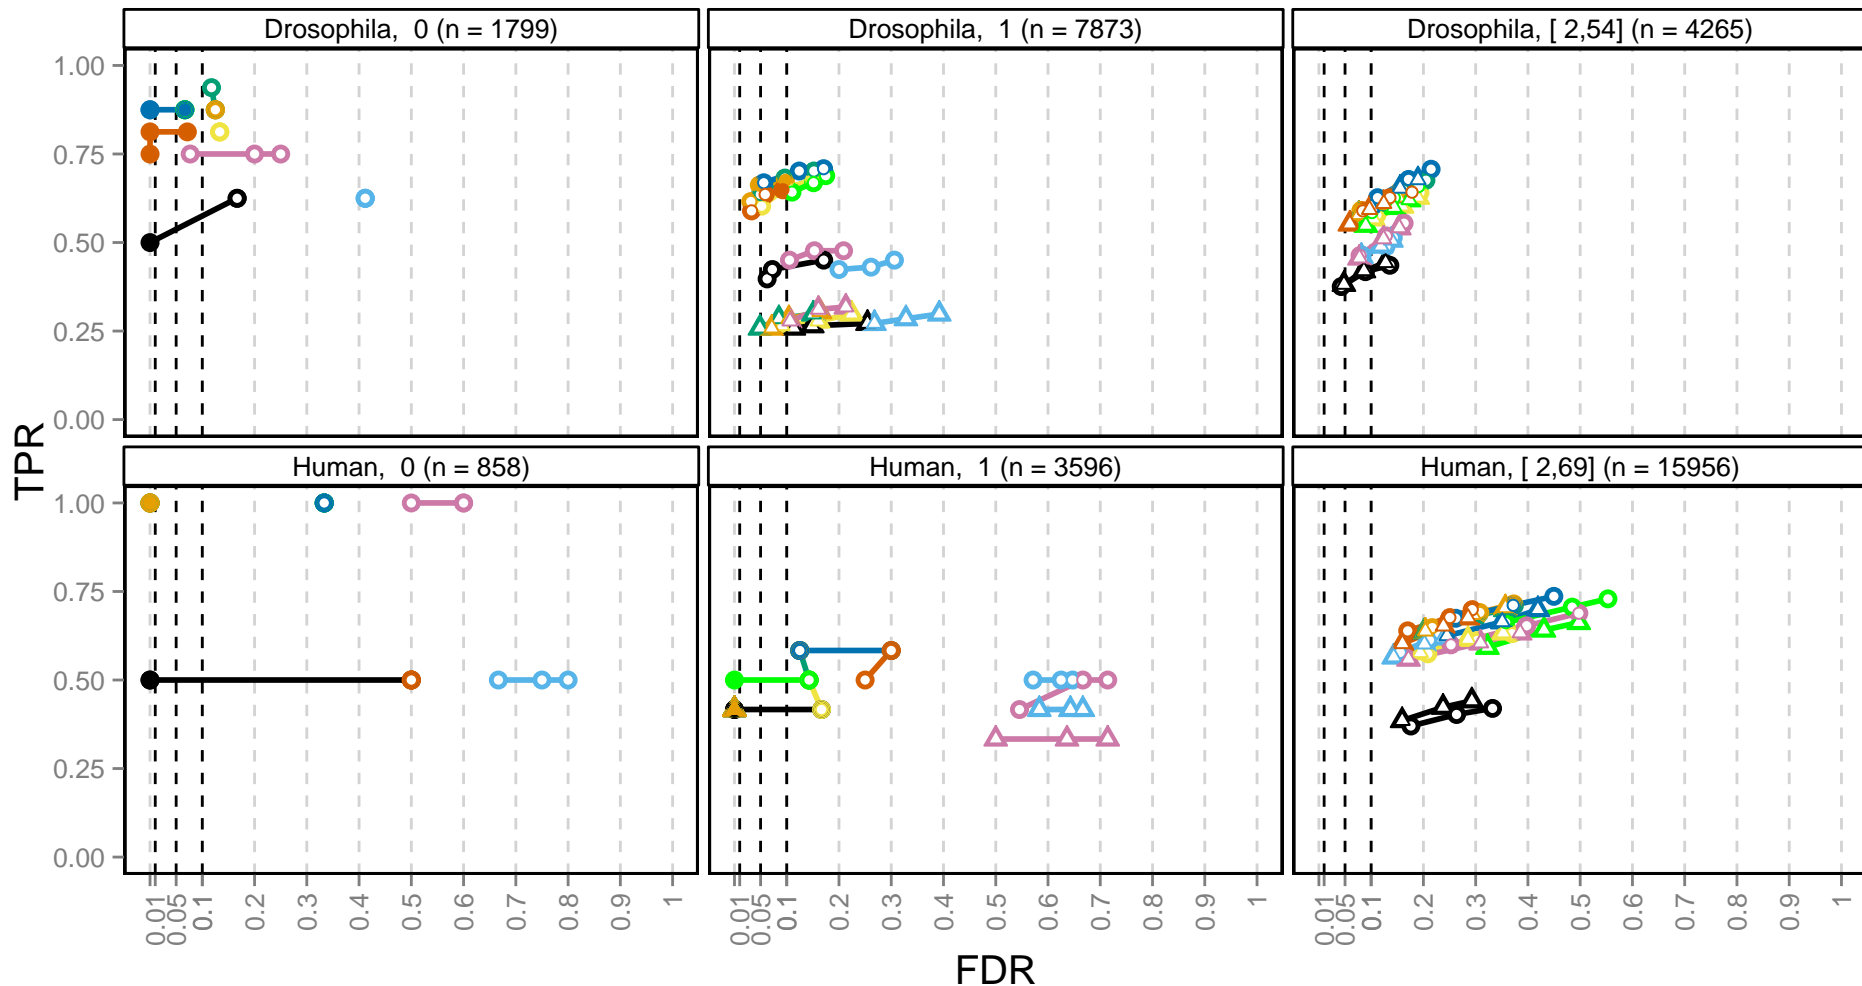 Drosophila, 0 (n = 1799)
Drosophila, 1 (n = 7873)
Drosophila, [ 2,54] (n = 4265)
1.00
0.75
0.50
0.25
0.00
TPR
Human, 0 (n = 858)
Human, 1 (n = 3596)
Human, [ 2,69] (n = 15956)
1.00
0.75
0.50
0.25
0.00
0.01 0.05 0.1 0.2 0.3 0.4 0.5 0.6 0.7 0.8 0.9 1
0.01 0.05 0.1 0.2 0.3 0.4 0.5 0.6 0.7 0.8 0.9 1
0.01 0.05 0.1 0.2 0.3 0.4 0.5 0.6 0.7 0.8 0.9 1
FDR